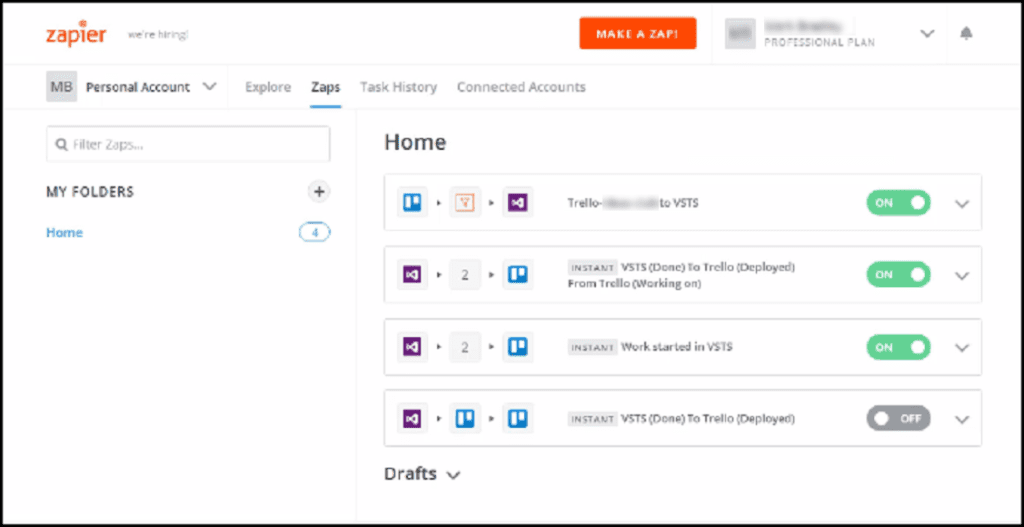 zapier we're hiring! MAKE A ZAP! PROFESSIONAL PLAN
MB Personal Account Explore Zaps Task History Connected Accounts
Filter Zaps...
MY FOLDERS +
Home 4
Home
Trello- to VSTS ON
2 INSTANT VSTS (Done) To Trello (Deployed)
From Trello (Working on) ON
2 INSTANT Work started in VSTS ON
INSTANT VSTS (Done) To Trello (Deployed) OFF
Drafts